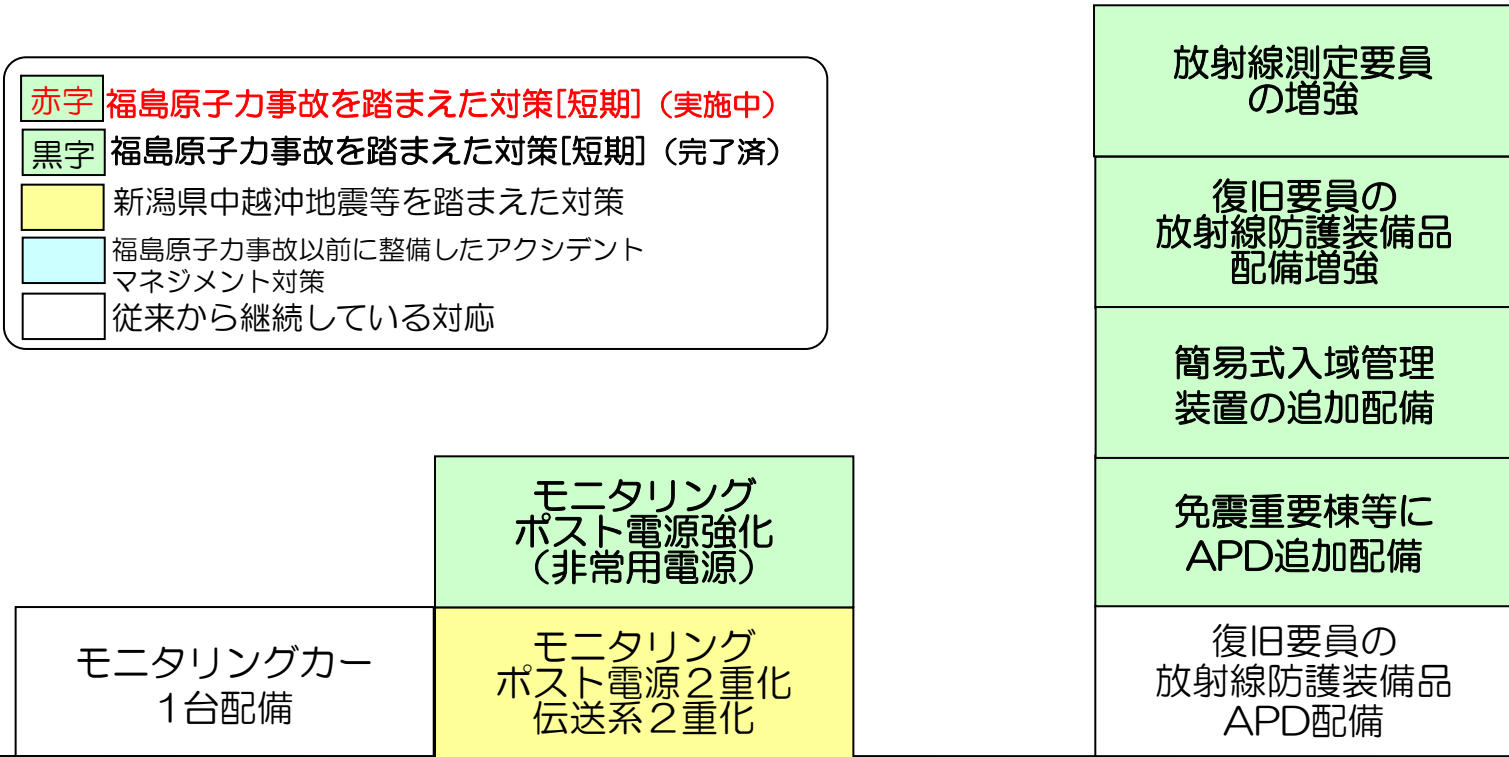 赤字 福島原子力事故を踏まえた対策[短期]（実施中）
黒字 福島原子力事故を踏まえた対策[短期]（完了済）
新潟県中越沖地震等を踏まえた対策
福島原子力事故以前に整備したアクシデント
マネジメント対策
従来から継続している対応
モニタリングカー
1台配備
モニタリング
ポスト電源強化
（非常用電源）
モニタリング
ポスト電源２重化
伝送系２重化
放射線測定要員
の増強
復旧要員の
放射線防護装備品
配備増強
簡易式入域管理
装置の追加配備
免震重要棟等に
APD追加配備
復旧要員の
放射線防護装備品
APD配備